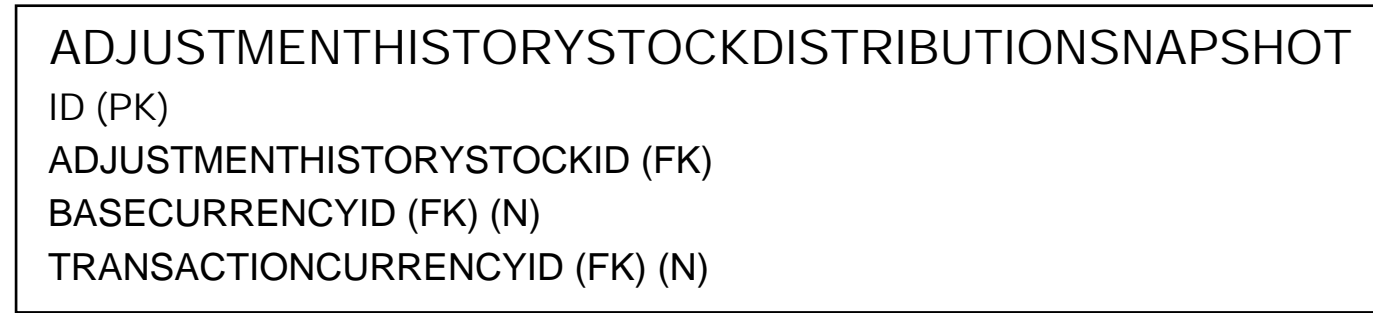 ADJUSTMENTHISTORYSTOCKDISTRIBUTIONSNAPSHOT
ID (PK)
ADJUSTMENTHISTORYSTOCKID (FK)
BASECURRENCYID (FK) (N)
TRANSACTIONCURRENCYID (FK) (N)